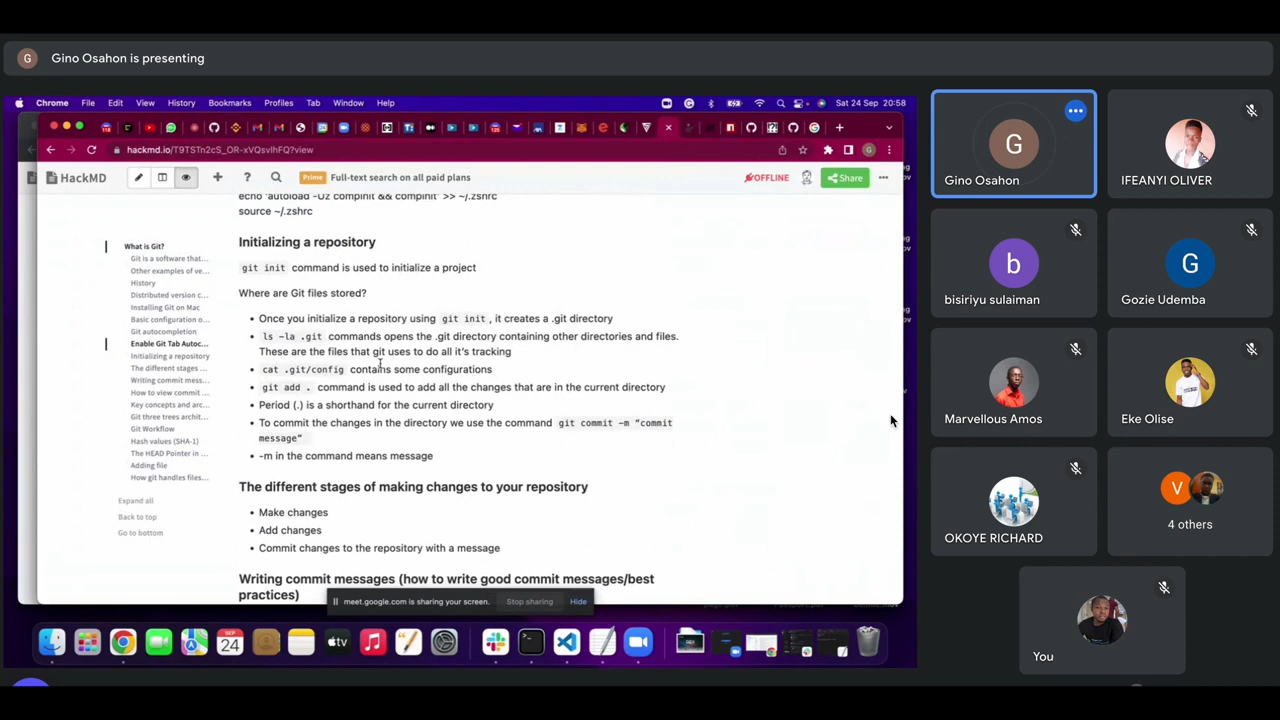 G Gino Osahon is presenting
Chrome File Edit View History Bookmarks Profiles Tab Window Help Sat 24 Sep 20:58
hackmd.io/T9TSTn2cS_OR-xVQsvIhFQ?view
HackMD
Prime Full-text search on all paid plans
OFFLINE
Share
What is Git?
Git is a software that...
Other examples of ve...
History
Distributed version c...
Installing Git on Mac
Basic configuration o...
Git autocompletion
Enable Git Tab Autoc...
Initializing a repository
The different stages ...
Writing commit mess...
How to view commit ...
Key concepts and arc...
Git three trees archit...
Git Workflow
Hash values (SHA-1)
The HEAD Pointer in ...
Adding file
How git handles files...
Expand all
Back to top
Go to bottom
echo 'autoload -Uz compinit && compinit' >> ~/.zshrc
source ~/.zshrc
Initializing a repository
git init command is used to initialize a project
Where are Git files stored?
• Once you initialize a repository using git init, it creates a .git directory
• ls -la .git commands opens the .git directory containing other directories and files.
These are the files that git uses to do all it's tracking
• cat .git/config contains some configurations
• git add . command is used to add all the changes that are in the current directory
• Period (.) is a shorthand for the current directory
• To commit the changes in the directory we use the command git commit -m "commit
message"
• -m in the command means message
The different stages of making changes to your repository
• Make changes
• Add changes
• Commit changes to the repository with a message
Writing commit messages (how to write good commit messages/best
practices)
meet.google.com is sharing your screen. Stop sharing Hide
SEP
24
tv
G
Gino Osahon
IFEANYI OLIVER
b
bisiriyu sulaiman
G
Gozie Udemba
Marvellous Amos
Eke Olise
OKOYE RICHARD
V
4 others
You